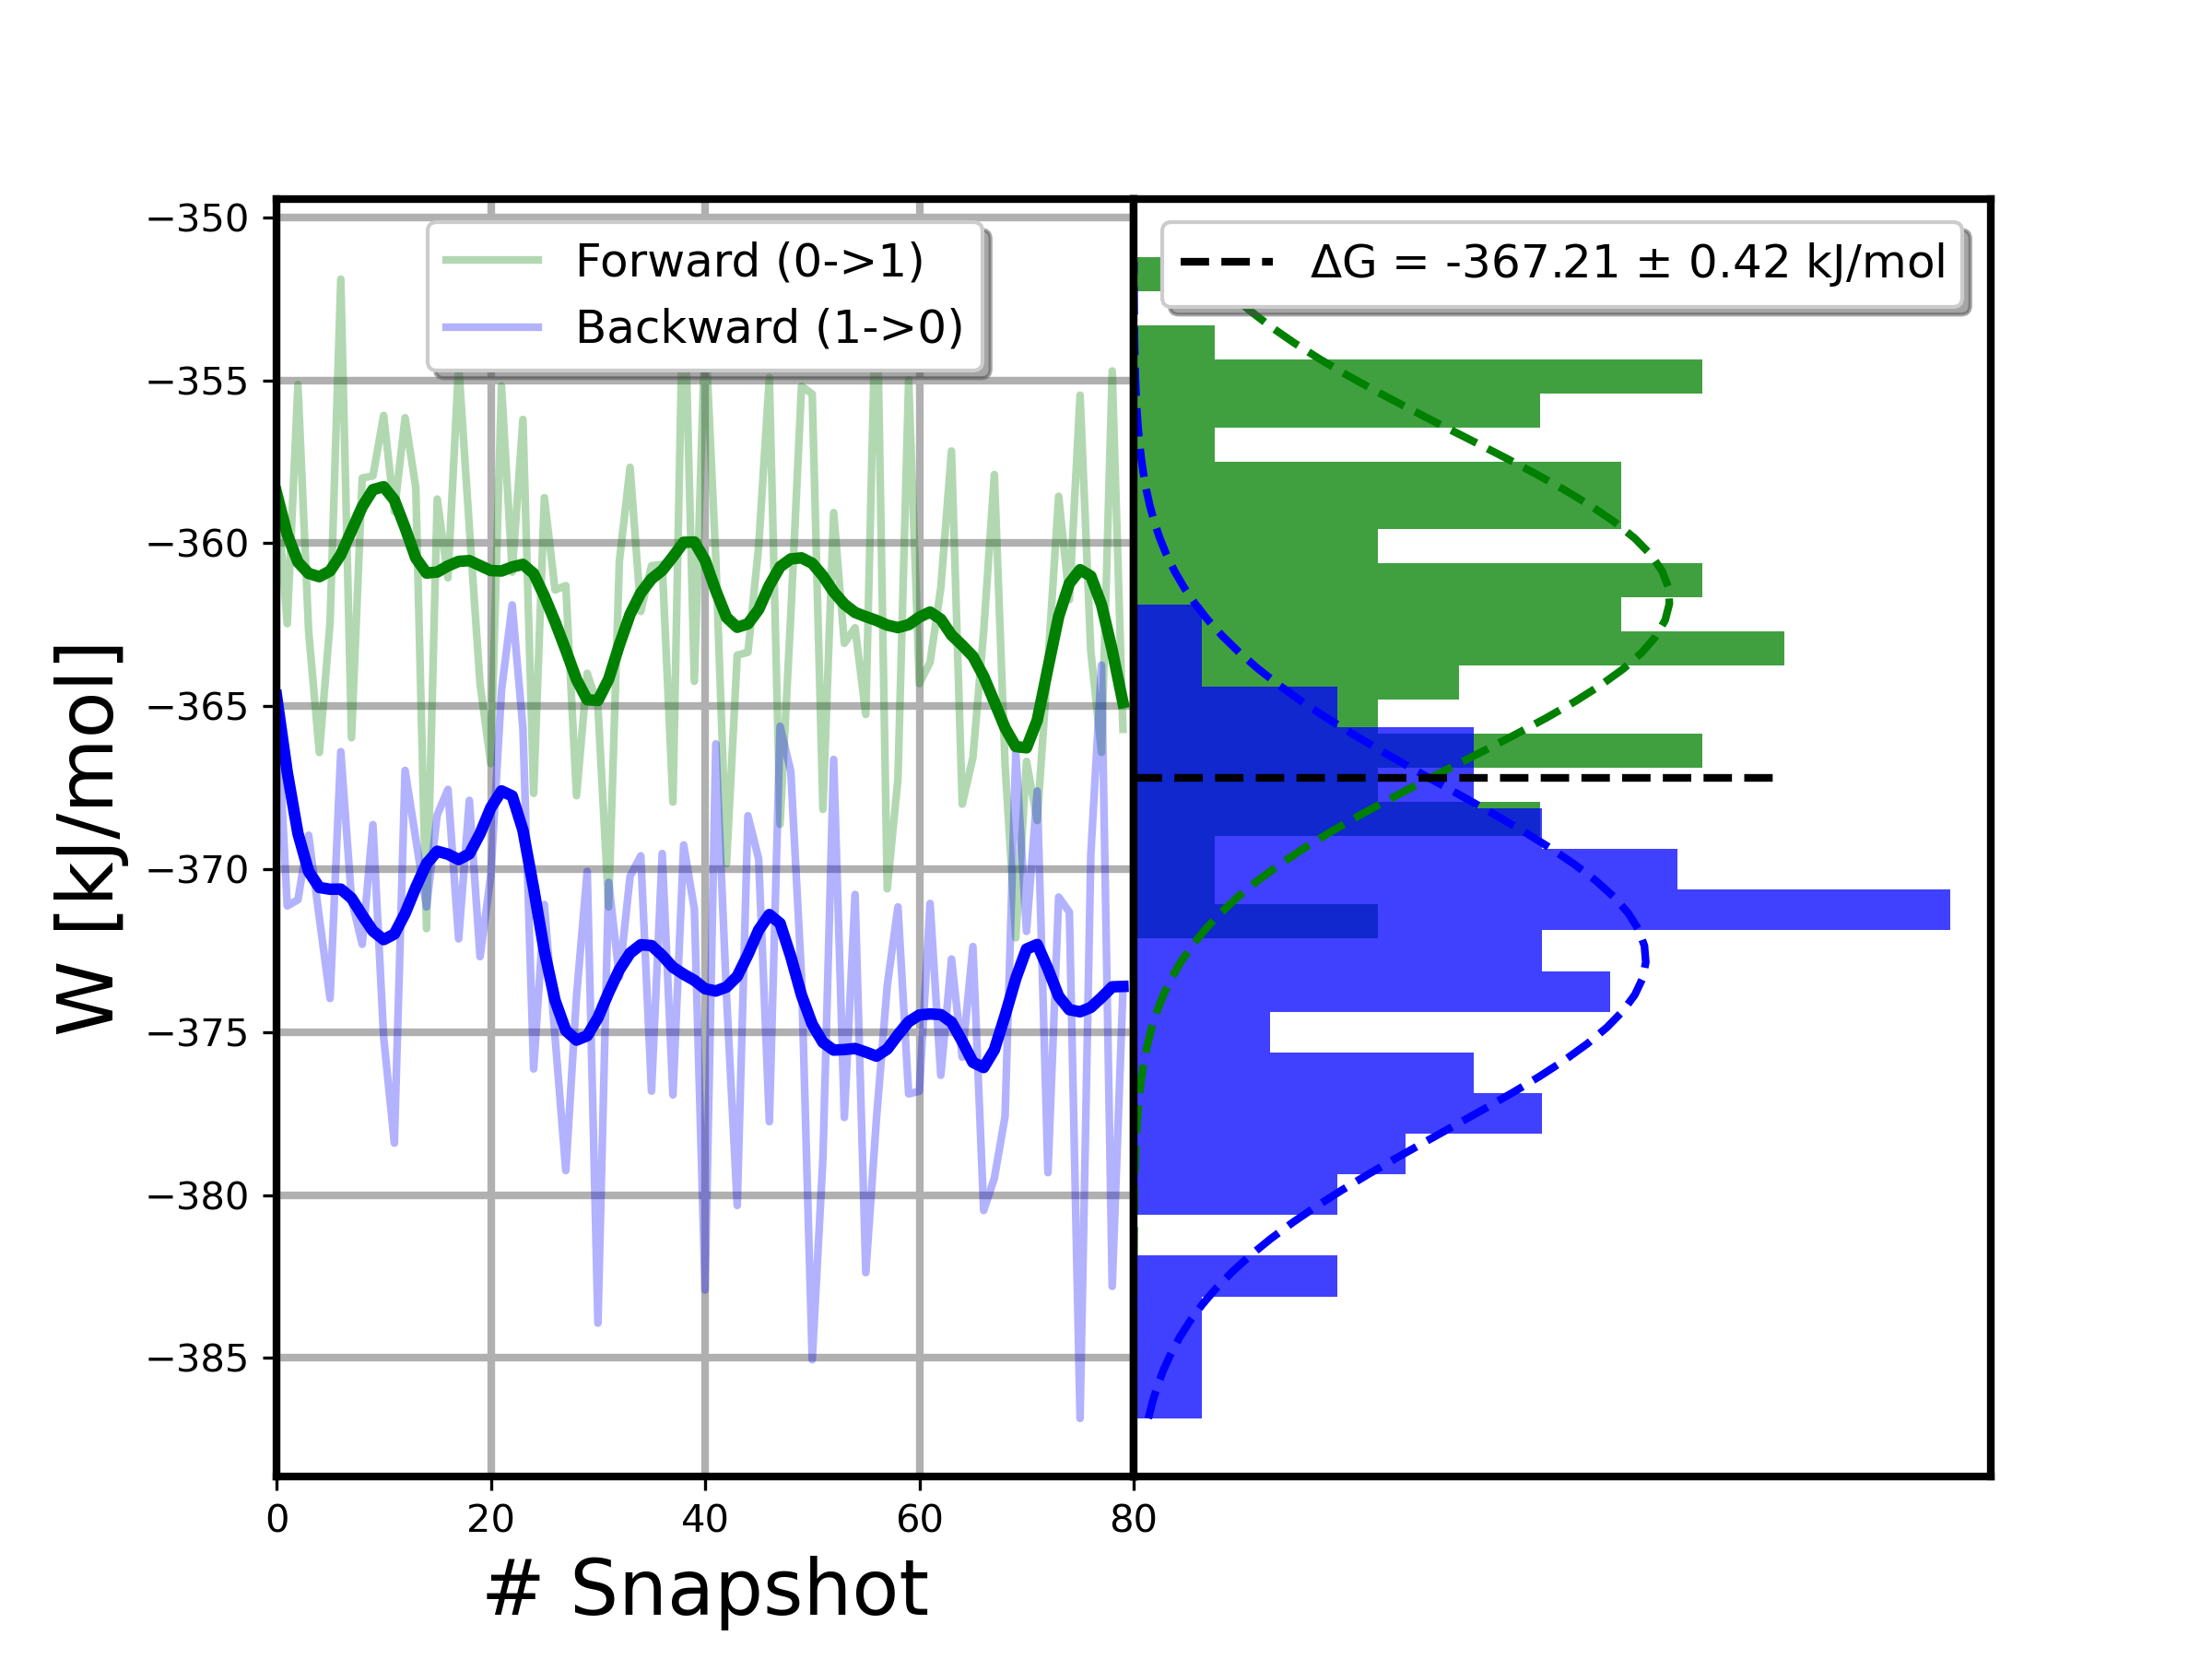 −350
−355
−360
−365
−370
−375
−380
−385
W [kJ/mol]
Forward (0->1)
Backward (1->0)
ΔG = -367.21 ± 0.42 kJ/mol
0 20 40 60 80
# Snapshot